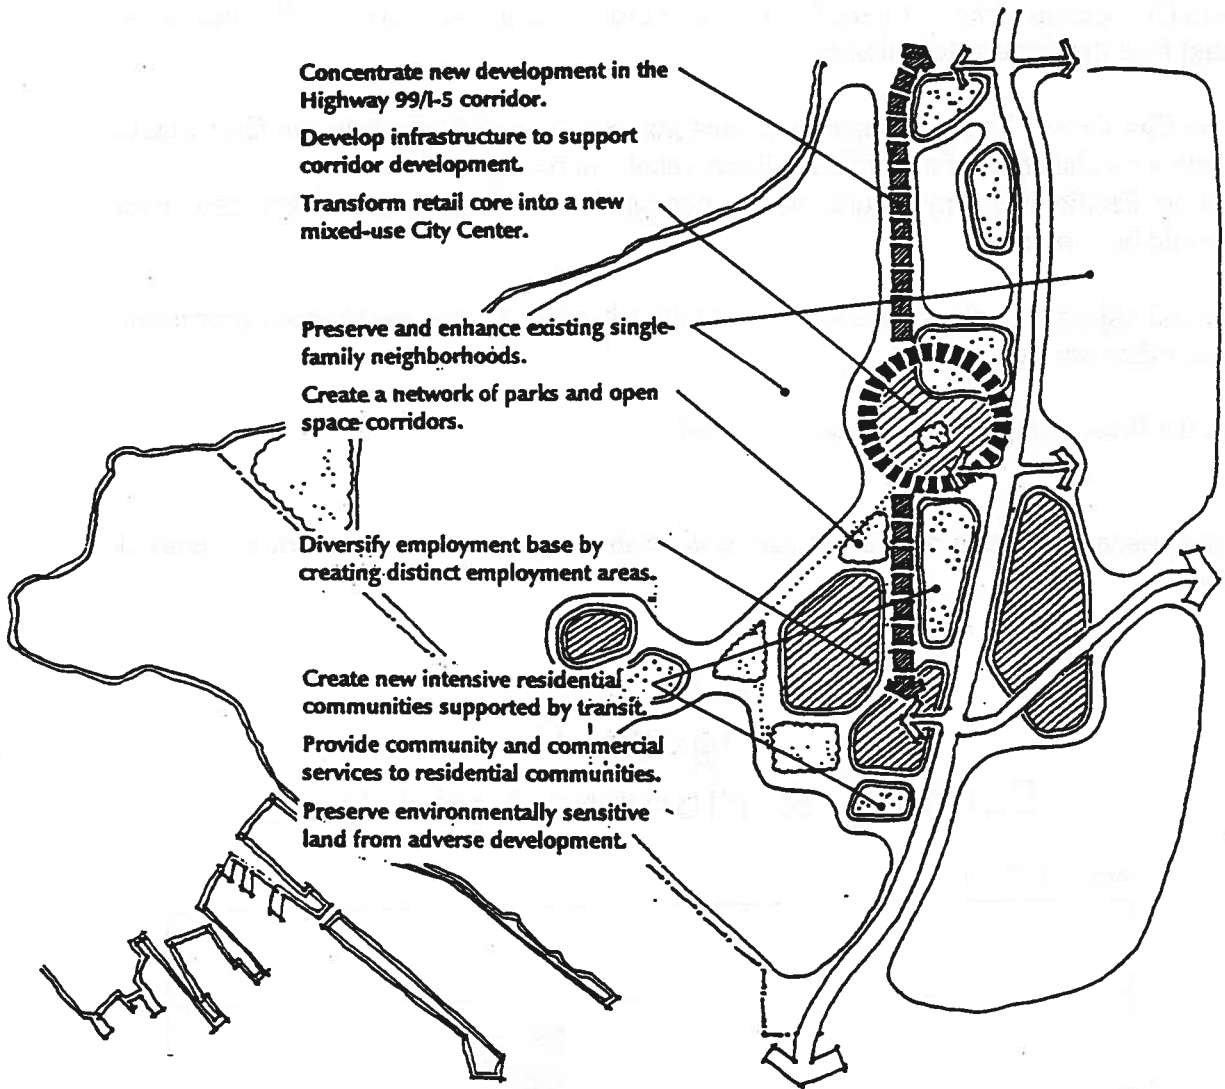 Concentrate new development in the
Highway 99/I-5 corridor.
Develop infrastructure to support
corridor development.
Transform retail core into a new
mixed-use City Center.
Preserve and enhance existing single-
family neighborhoods.
Create a network of parks and open
space corridors.
Diversify employment base by
creating distinct employment areas.
Create new intensive residential
communities supported by transit.
Provide community and commercial
services to residential communities.
Preserve environmentally sensitive
land from adverse development.